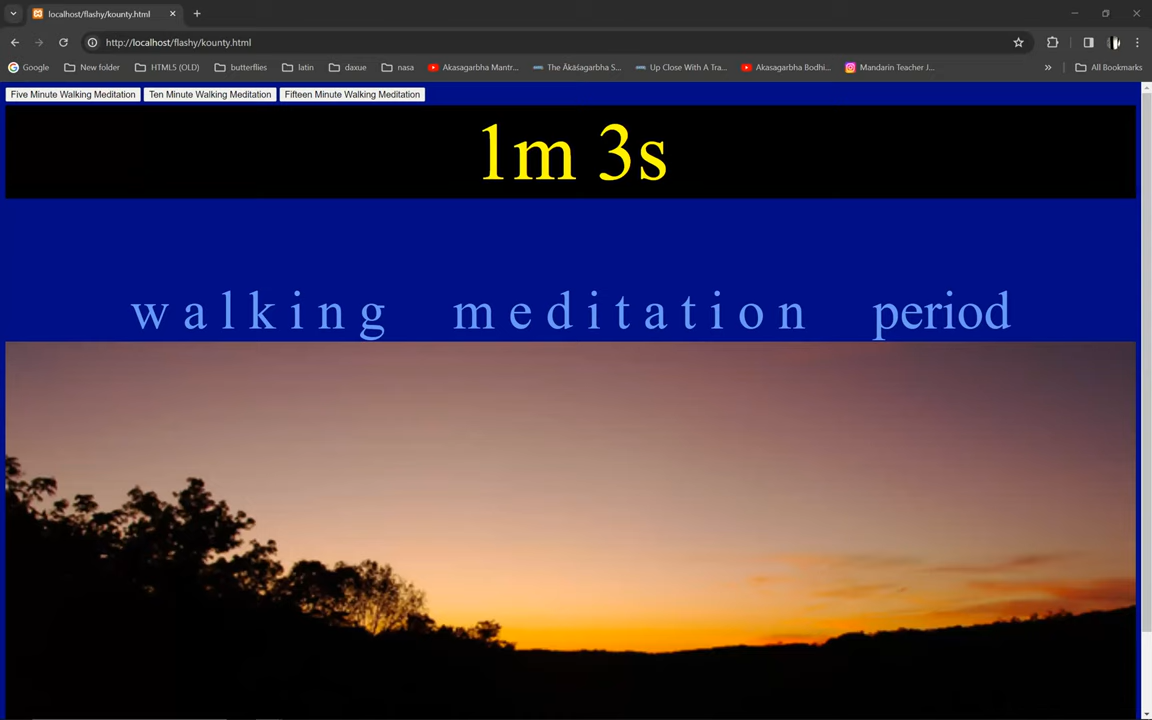 localhost/flashy/kounty.html
http://localhost/flashy/kounty.html
Google New folder HTML5 (OLD) butterflies latin daxue nasa Akasagarbha Mantr... The Ākāśagarbha S... Up Close With A Tra... Akasagarbha Bodhi... Mandarin Teacher J... » All Bookmarks
Five Minute Walking Meditation Ten Minute Walking Meditation Fifteen Minute Walking Meditation
1m 3s
w a l k i n g m e d i t a t i o n period